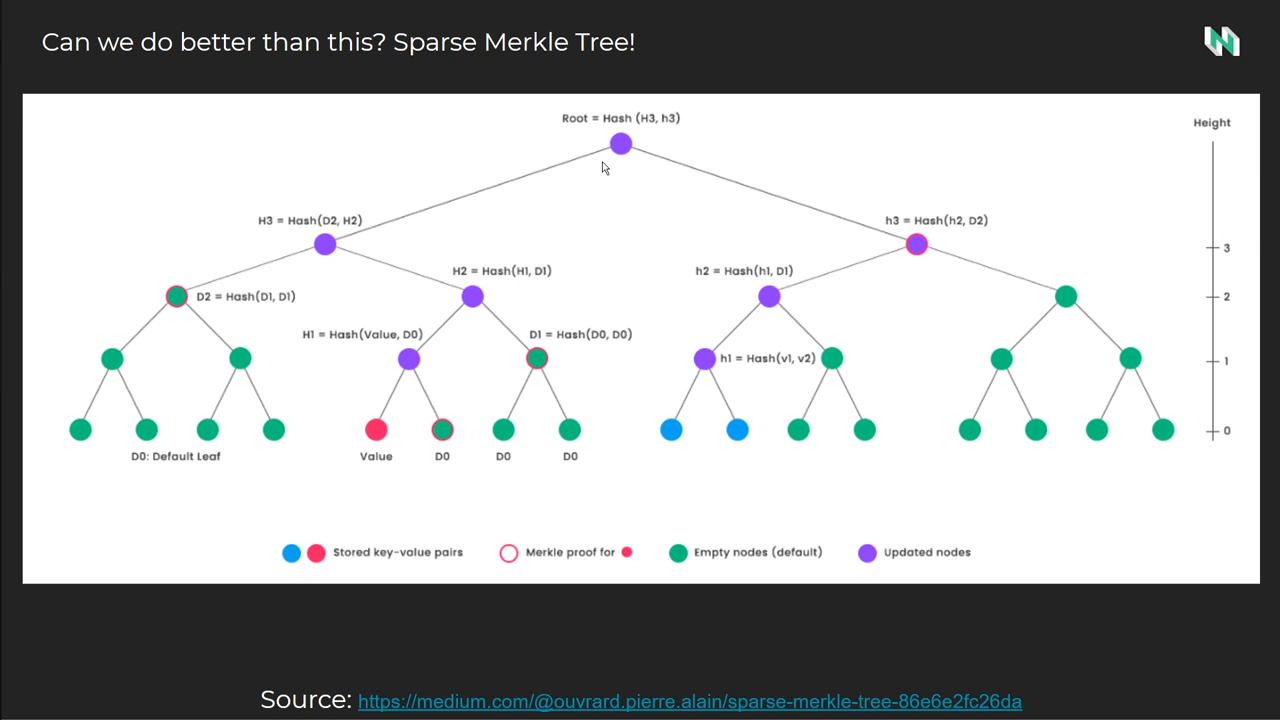 Can we do better than this? Sparse Merkle Tree!
Root = Hash (H3, h3)
Height
H3 = Hash(D2, H2)
h3 = Hash(h2, D2)
3
H2 = Hash(H1, D1)
h2 = Hash(h1, D1)
D2 = Hash(D1, D1)
2
H1 = Hash(Value, D0)
D1 = Hash(D0, D0)
h1 = Hash(v1, v2)
1
0
D0: Default Leaf
Value
D0
D0
D0
Stored key-value pairs
Merkle proof for
Empty nodes (default)
Updated nodes
Source: https://medium.com/@ouvrard.pierre.alain/sparse-merkle-tree-86e6e2fc26da